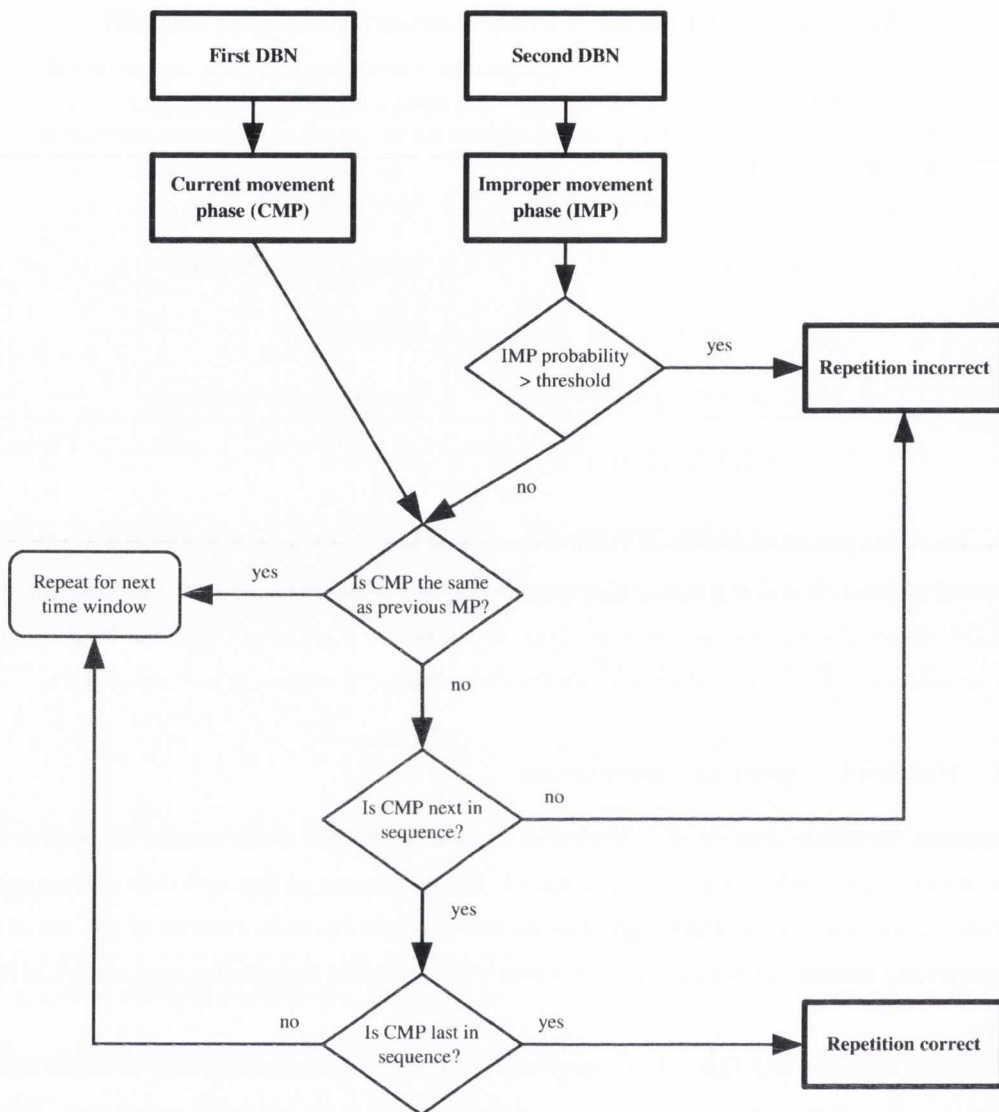 First DBN
Second DBN
Current movement
phase (CMP)
Improper movement
phase (IMP)
IMP probability
> threshold
yes
Repetition incorrect
no
Is CMP the same
as previous MP?
yes
Repeat for next
time window
no
Is CMP next in
sequence?
no
yes
Is CMP last in
sequence?
no
yes
Repetition correct